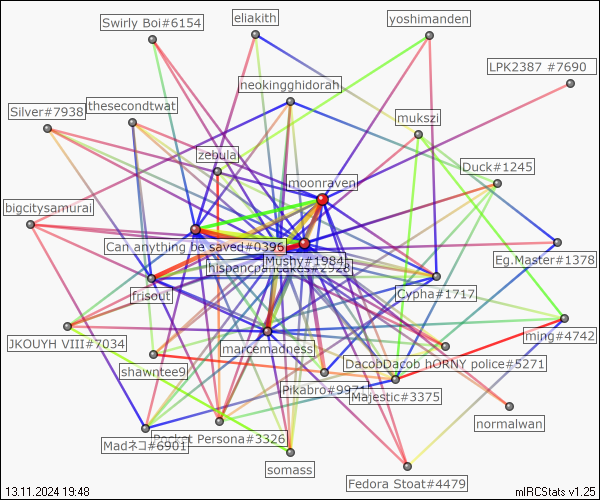 Swirly Boi#6154
eliakith
yoshimanden
LPK2387 #7690
neokingghidorah
Silver#7938
thesecondtwat
mukszi
zebula
Duck#1245
moonraven
bigcitysamurai
Can anything be saved#0396
Mushy#1984
hispancpancakes#2928
Eg.Master#1378
frisout
Cypha#1717
JKOUYH VIII#7034
marcemadness
ming#4742
shawntee9
DacobDacob hORNY police#5271
Pikabro#9971
Majestic#3375
normalwan
Madネコ#6901
Pocket Persona#3326
somass
Fedora Stoat#4479
13.11.2024 19:48
mIRCStats v1.25